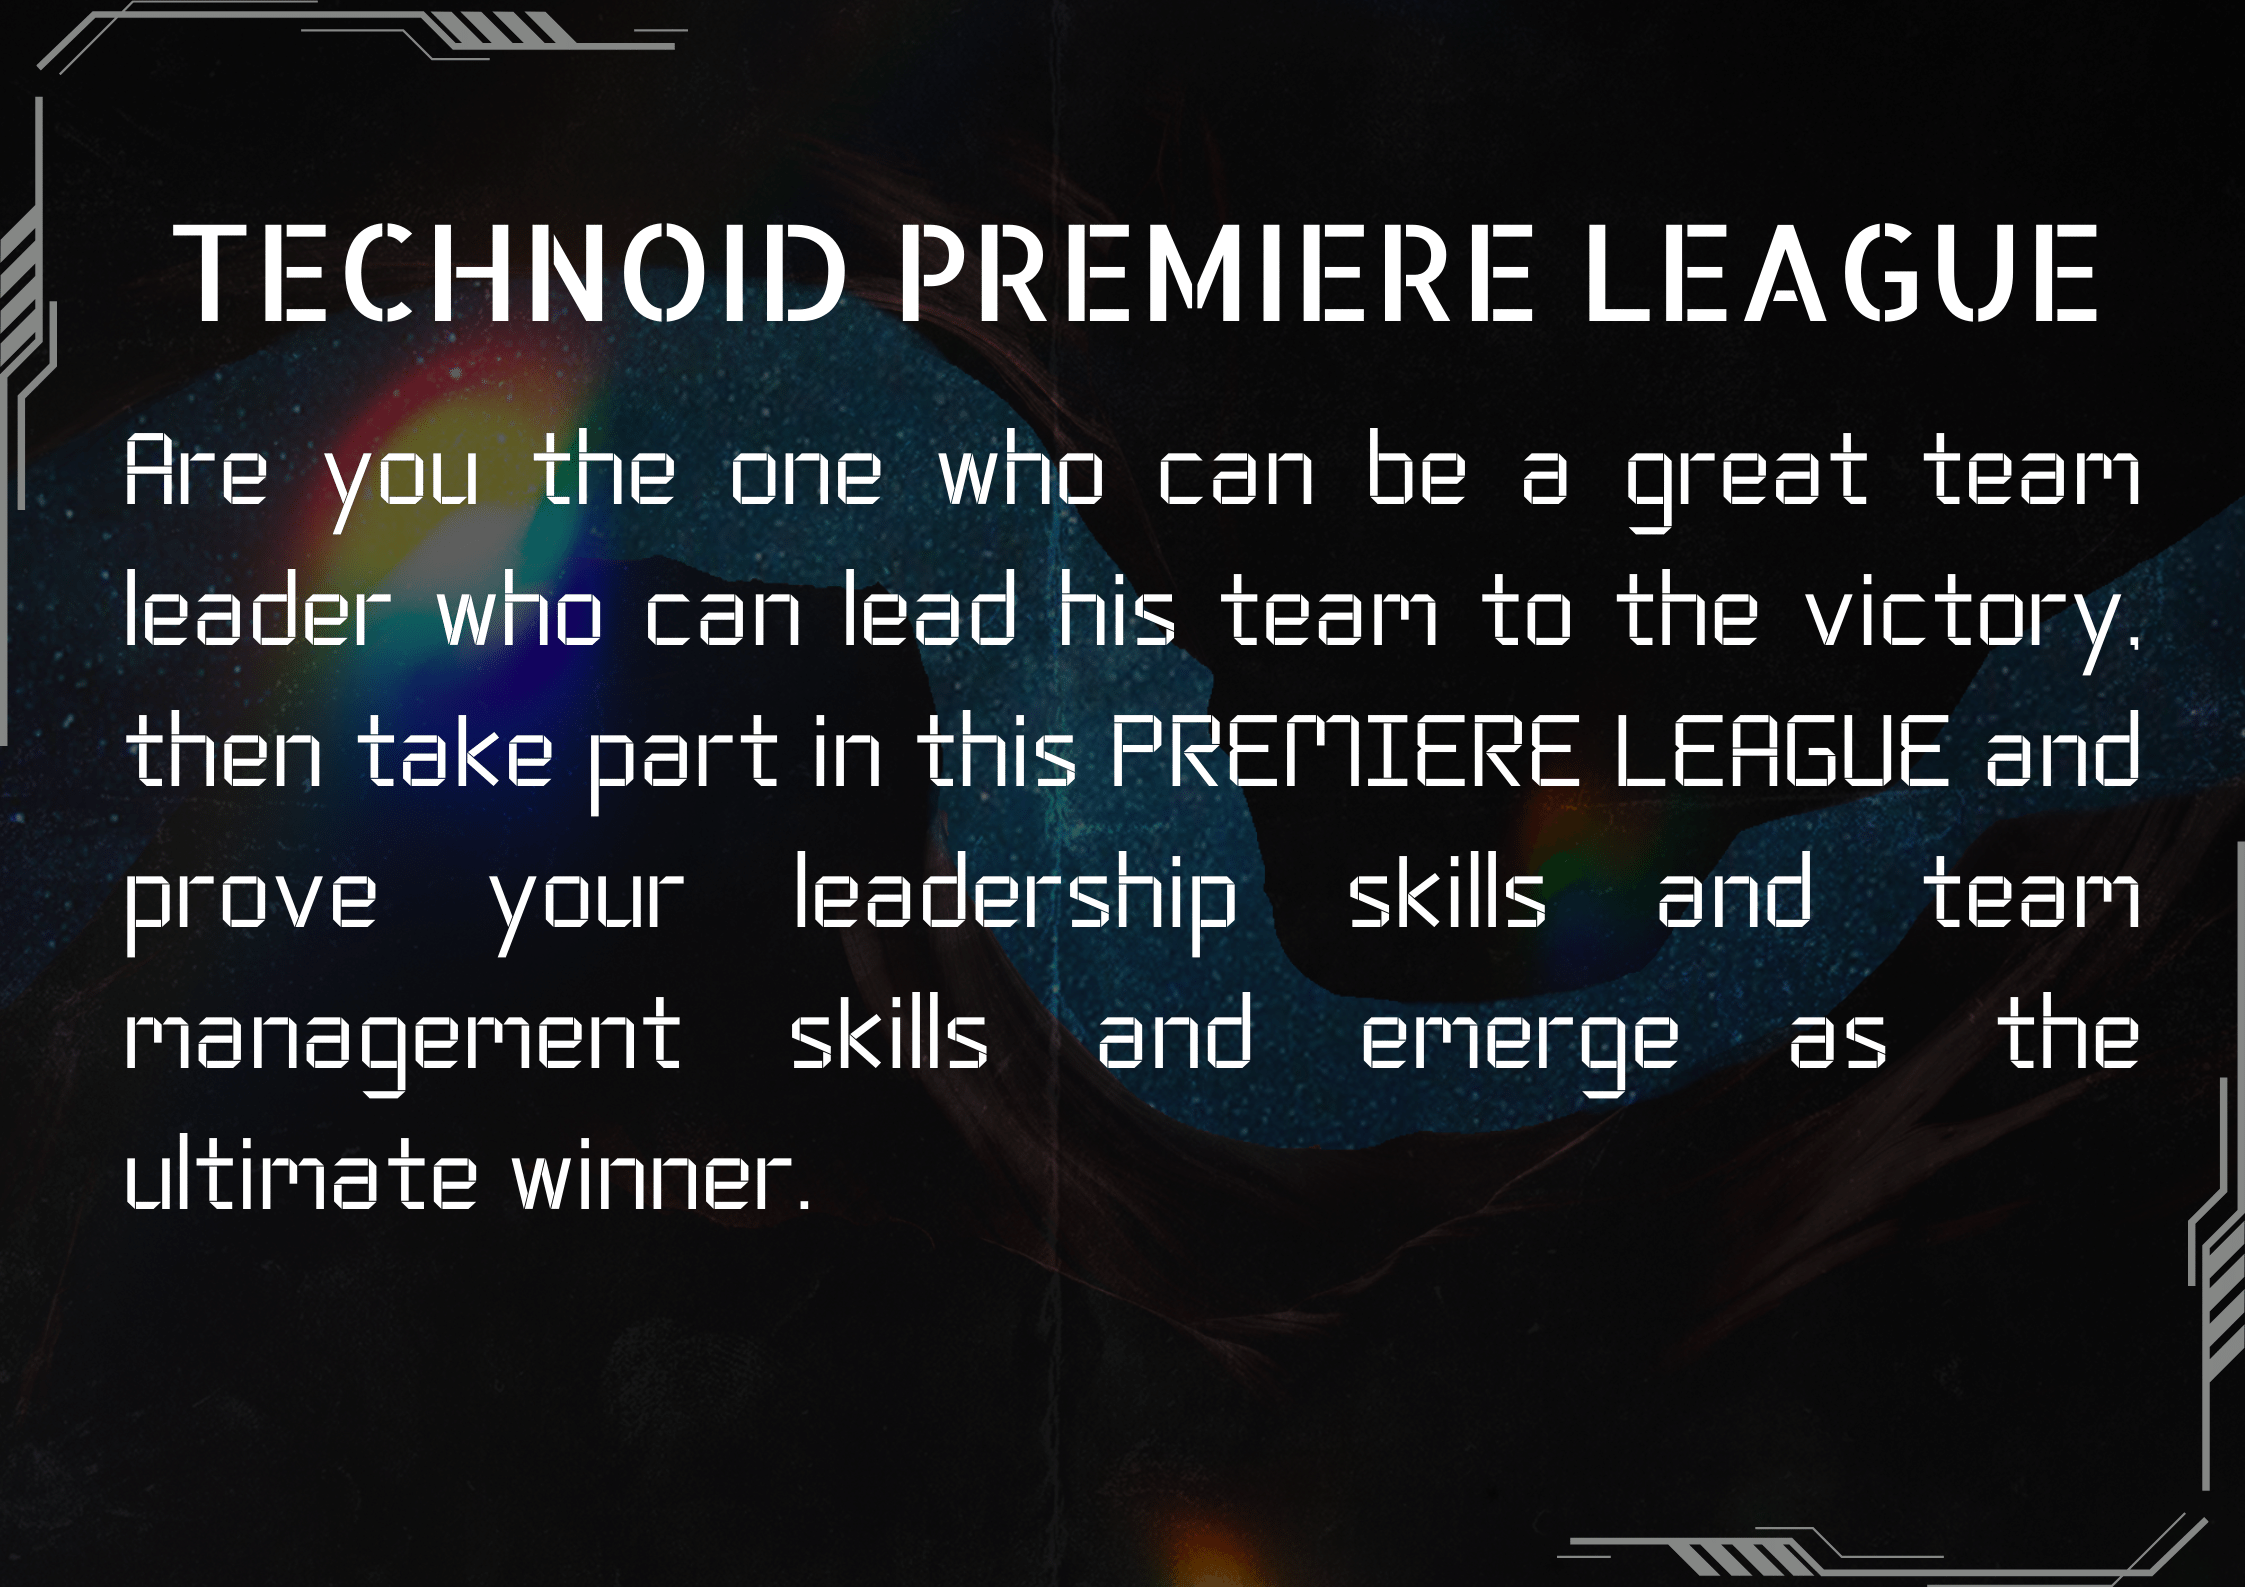 TECHNOID PREMIERE LEAGUE
Are you the one who can be a great team
leader who can lead his team to the victory,
then take part in this PREMIERE LEAGUE and
prove your leadership skills and team
management skills and emerge as the
ultimate winner.